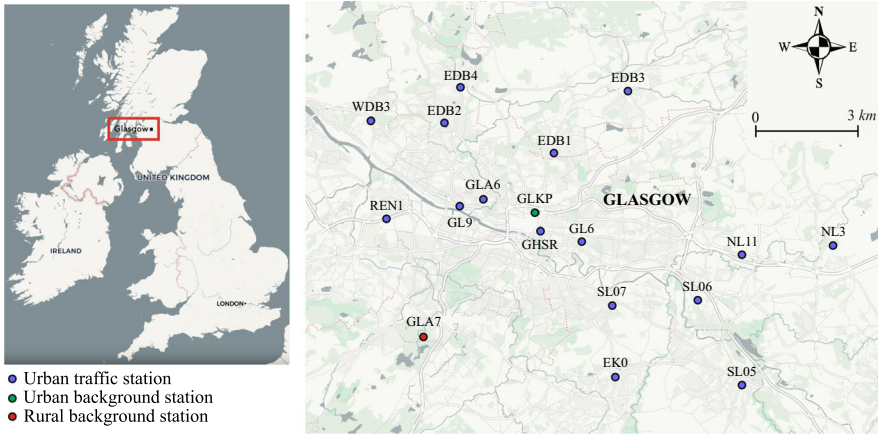 Glasgow
UNITED KINGDOM
IRELAND
LONDON
Urban traffic station
Urban background station
Rural background station
N
W E
S
0 3 km
EDB4
EDB3
WDB3
EDB2
EDB1
GLA6
GLKP
GLASGOW
REN1
GL9
GHSR
GL6
NL11
NL3
SL07
SL06
GLA7
EK0
SL05